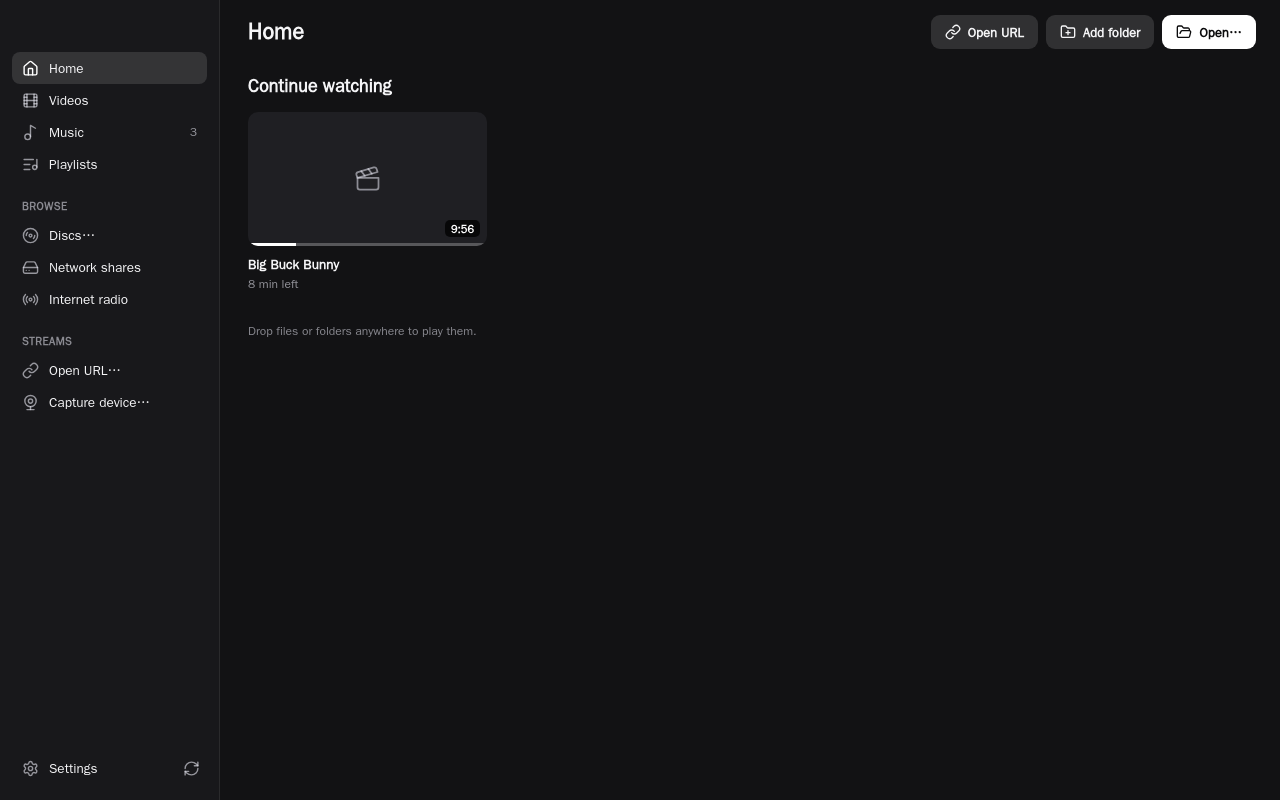 Home
Videos
Music 3
Playlists
BROWSE
Discs⋯
Network shares
Internet radio
STREAMS
Open URL⋯
Capture device⋯
Settings
Home
Open URL
Add folder
Open⋯
Continue watching
9:56
Big Buck Bunny
8 min left
Drop files or folders anywhere to play them.